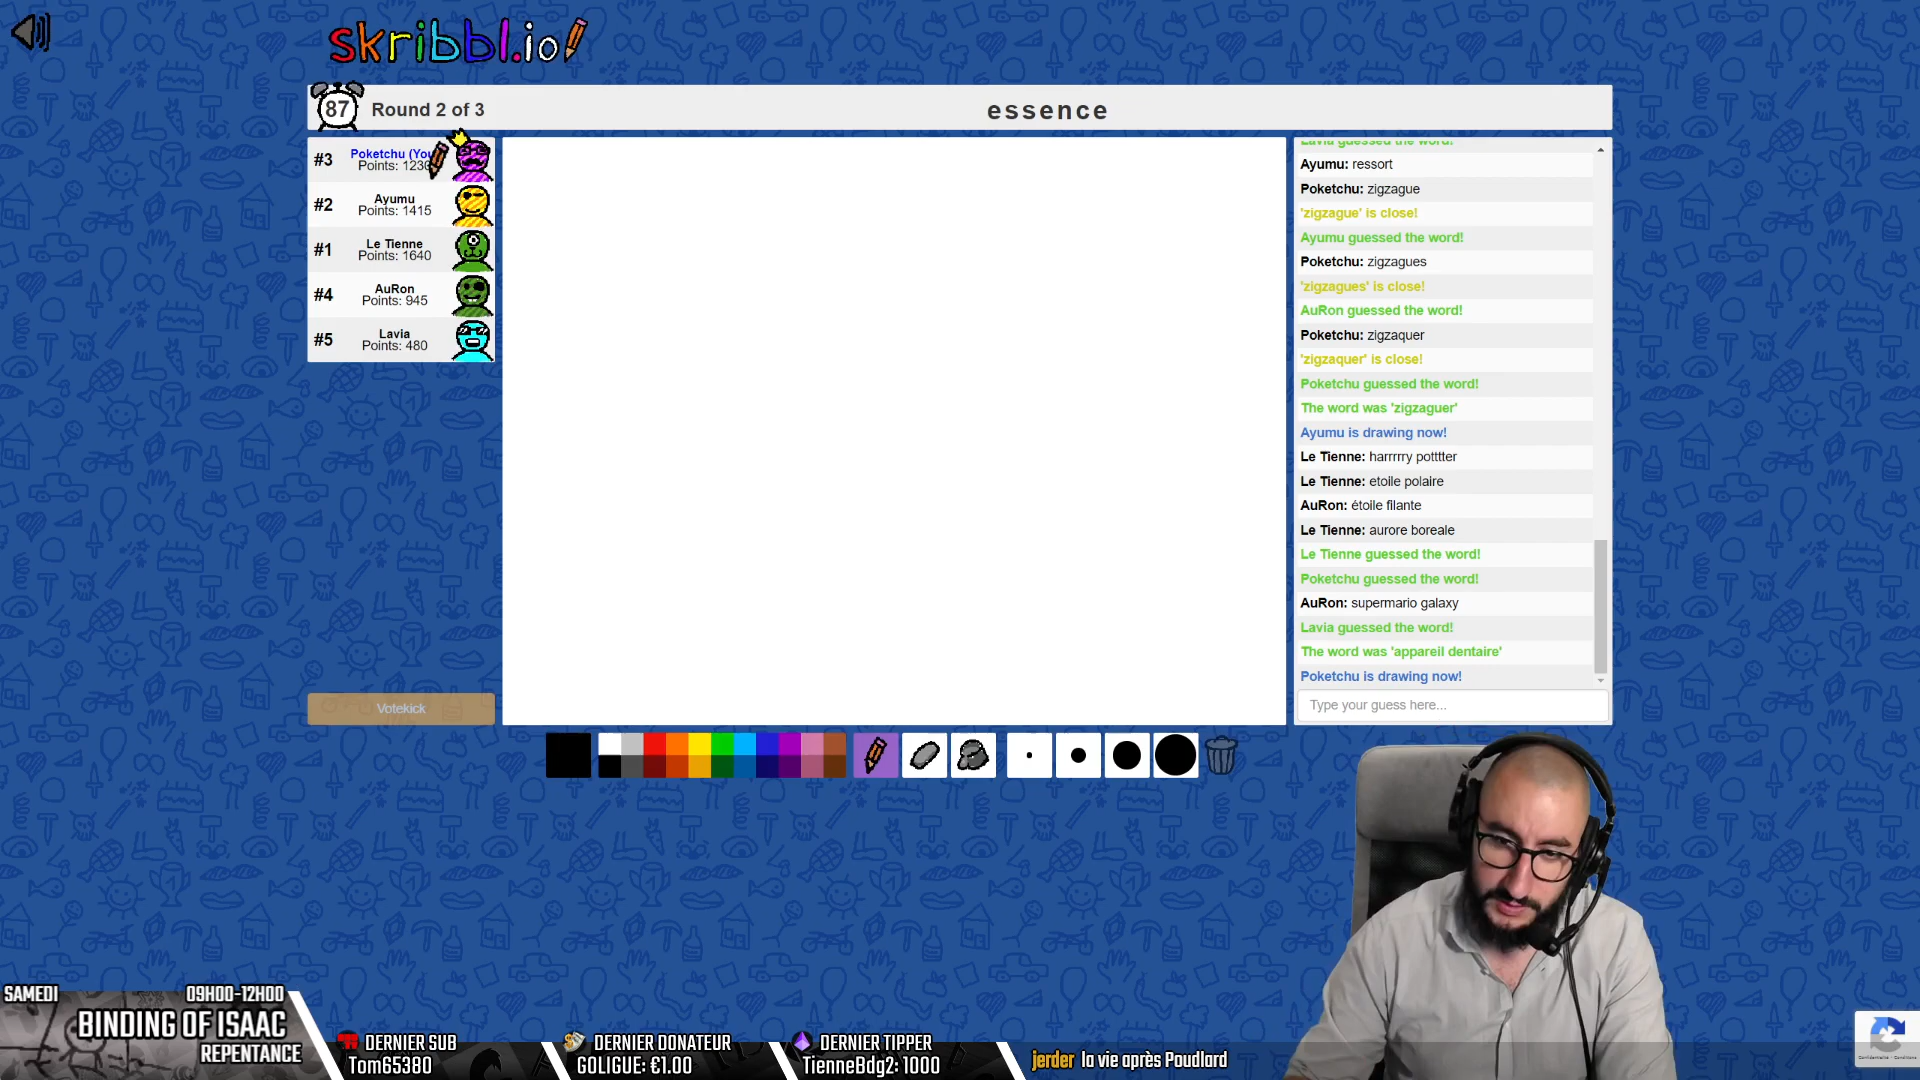 skribbl.io
87
Round 2 of 3
essence
#3
Poketchu (You
Points: 1230
#2
Ayumu
Points: 1415
#1
Le Tienne
Points: 1640
#4
AuRon
Points: 945
#5
Lavia
Points: 480
Votekick
Lavia guessed the word!
Ayumu: ressort
Poketchu: zigzague
'zigzague' is close!
Ayumu guessed the word!
Poketchu: zigzagues
'zigzagues' is close!
AuRon guessed the word!
Poketchu: zigzaquer
'zigzaquer' is close!
Poketchu guessed the word!
The word was 'zigzaguer'
Ayumu is drawing now!
Le Tienne: harrrrry potttter
Le Tienne: etoile polaire
AuRon: étoile filante
Le Tienne: aurore boreale
Le Tienne guessed the word!
Poketchu guessed the word!
AuRon: supermario galaxy
Lavia guessed the word!
The word was 'appareil dentaire'
Poketchu is drawing now!
Type your guess here...
SAMEDI
09H00-12H00
BINDING OF ISAAC
REPENTANCE
DERNIER SUB
Tom65380
DERNIER DONATEUR
GOLIGUE: €1.00
DERNIER TIPPER
TienneBdg2: 1000
jerder la vie après Poudlard